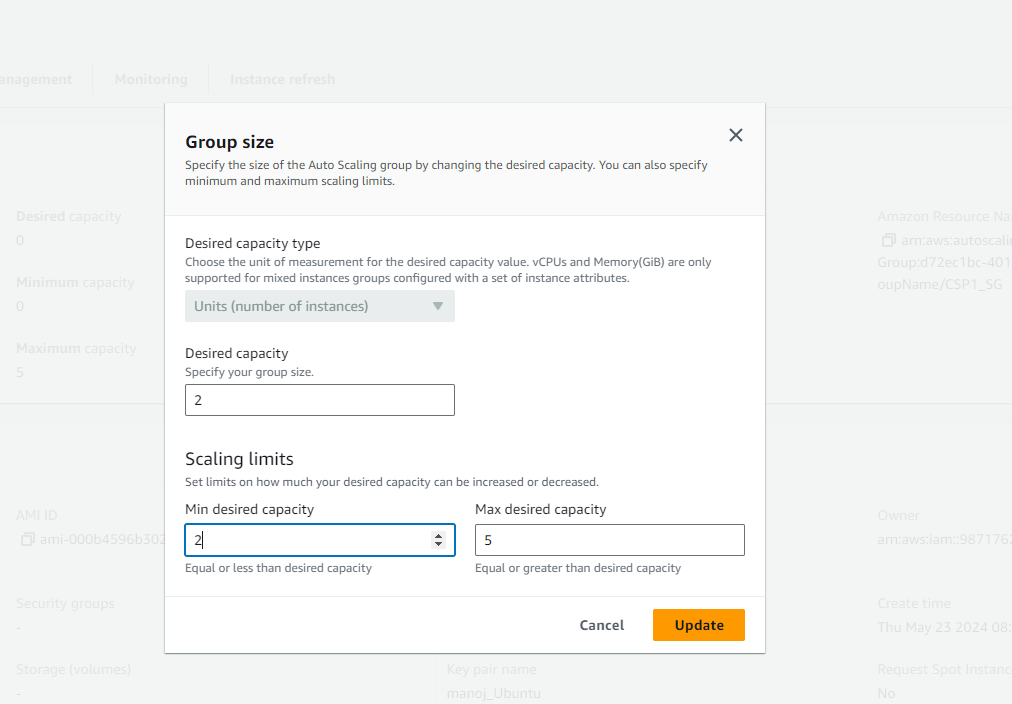 anagement
Monitoring
Instance refresh
Group size
Specify the size of the Auto Scaling group by changing the desired capacity. You can also specify
minimum and maximum scaling limits.
Desired capacity
0
Minimum capacity
0
Maximum capacity
5
Desired capacity type
Choose the unit of measurement for the desired capacity value. vCPUs and Memory(GiB) are only
supported for mixed instances groups configured with a set of instance attributes.
Units (number of instances)
Desired capacity
Specify your group size.
2
Scaling limits
Set limits on how much your desired capacity can be increased or decreased.
Min desired capacity
2
Equal or less than desired capacity
Max desired capacity
5
Equal or greater than desired capacity
Cancel
Update
Amazon Resource Na
arn:aws:autoscalin
Group:d72ec1bc-401
oupName/CSP1_SG
AMI ID
ami-000b4596b302
Owner
arn:aws:iam::9871762
Security groups
-
Create time
Thu May 23 2024 08:
Storage (volumes)
-
Key pair name
manoj_Ubuntu
Request Spot Instanc
No